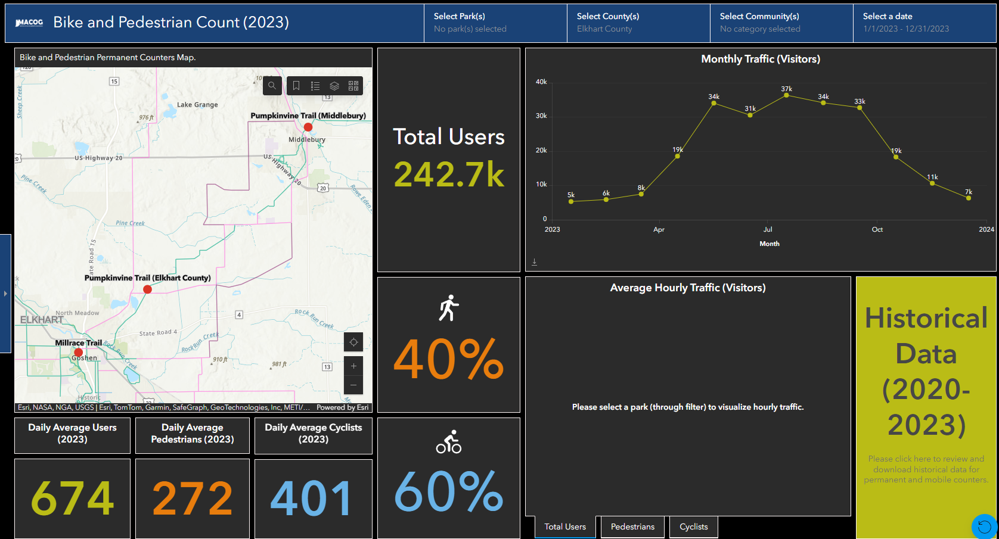 MACOG
Bike and Pedestrian Count (2023)
Select Park(s)
No park(s) selected
Select County(s)
Elkhart County
Select Community(s)
No category selected
Select a date
1/1/2023 - 12/31/2023
Bike and Pedestrian Permanent Counters Map.
120
15
13
Sheep Creek
Lake Grange
976 ft
Pumpkinvine Trail (Middlebury)
Middlebury
US Highway 20
US Highway 20
20
Pine Creek
Rowe Eden
Pine Creek
State Road 15
Pumpkinvine Trail (Elkhart County)
North Meadow
ELKHART
4
Rock Run Creek
State Road 4
Millrace Trail
Rock Run Creek
Rock Run Creek
Goshen
910 ft
981 ft
13
Historic
33
Esri, NASA, NGA, USGS | Esri, TomTom, Garmin, SafeGraph, GeoTechnologies, Inc, METI/...
Powered by Esri
Daily Average Users
(2023)
674
Daily Average
Pedestrians (2023)
272
Daily Average Cyclists
(2023)
401
Total Users
242.7k
40%
60%
Monthly Traffic (Visitors)
40k
30k
20k
10k
0
5k
6k
8k
19k
34k
31k
37k
34k
33k
19k
11k
7k
2023
Apr
Jul
Oct
2024
Month
Average Hourly Traffic (Visitors)
Please select a park (through filter) to visualize hourly traffic.
Total Users
Pedestrians
Cyclists
Historical
Data
(2020-
2023)
Please click here to review and
download historical data for
permanent and mobile counters.